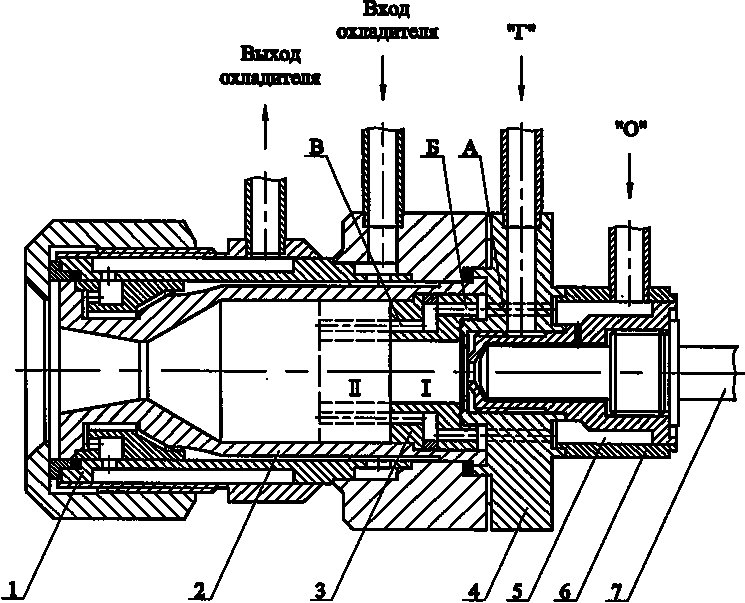 Вход
охладителя
"Г"
Выход
охладителя
"О"
В
Б
А
II
I
1
2
3
4
5
6
7